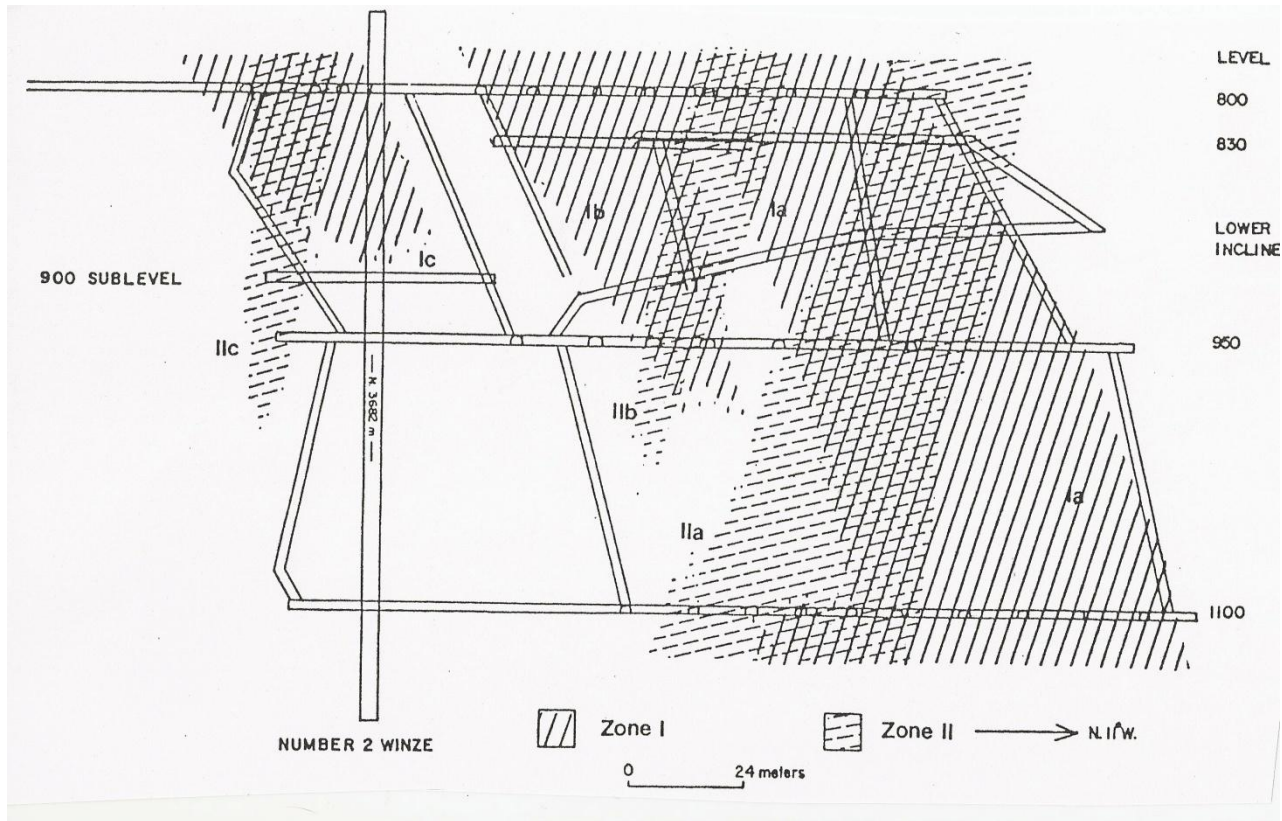 LEVEL
800
830
Ib
Ia
LOWER
INCLINE
Ic
900 SUBLEVEL
950
IIc
N 3682 m
IIb
Ia
IIa
1100
Zone I
Zone II
N. 11° W.
NUMBER 2 WINZE
0 24 meters